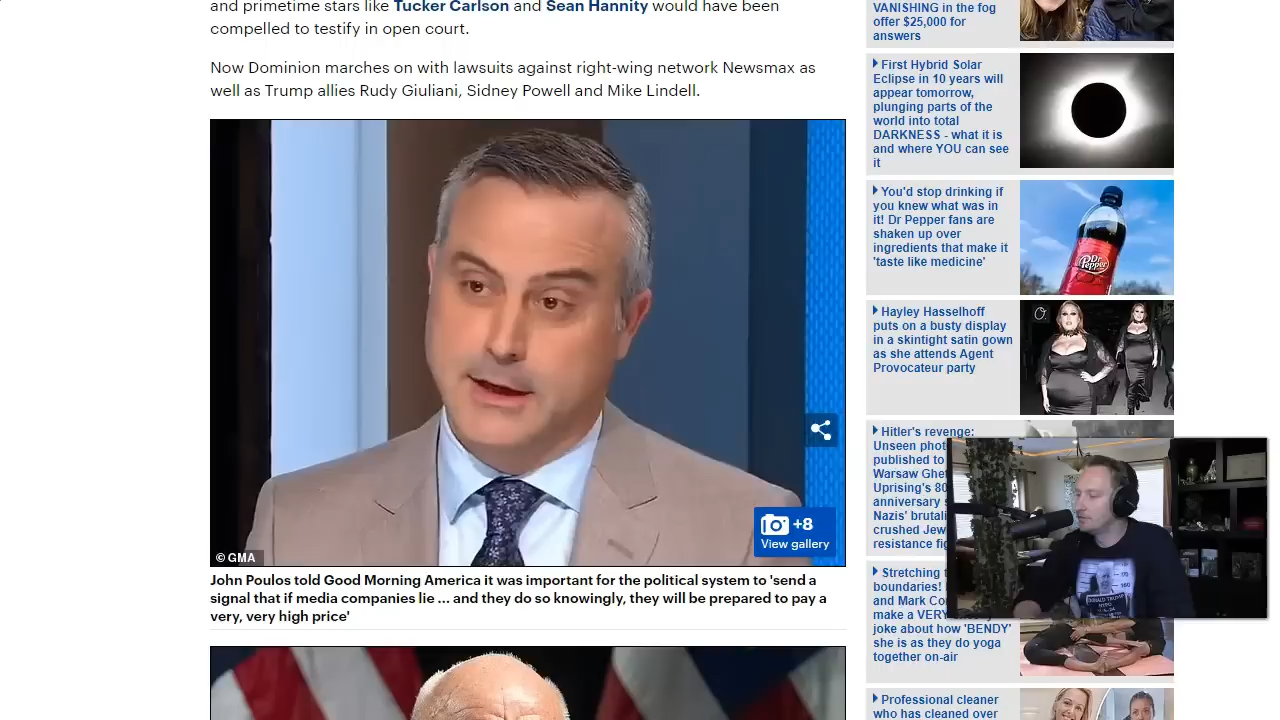 and primetime stars like Tucker Carlson and Sean Hannity would have been
compelled to testify in open court.
Now Dominion marches on with lawsuits against right-wing network Newsmax as
well as Trump allies Rudy Giuliani, Sidney Powell and Mike Lindell.
+8
View gallery
© GMA
John Poulos told Good Morning America it was important for the political system to 'send a
signal that if media companies lie ... and they do so knowingly, they will be prepared to pay a
very, very high price'
VANISHING in the fog
offer $25,000 for
answers
First Hybrid Solar
Eclipse in 10 years will
appear tomorrow,
plunging parts of the
world into total
DARKNESS - what it is
and where YOU can see
it
You'd stop drinking if
you knew what was in
it! Dr Pepper fans are
shaken up over
ingredients that make it
'taste like medicine'
Dr Pepper
Hayley Hasselhoff
puts on a busty display
in a skintight satin gown
as she attends Agent
Provocateur party
Hitler's revenge:
Unseen phot
published to
Warsaw Ghe
Uprising's 80
anniversary s
Nazis' brutali
crushed Jew
resistance fig
Stretching t
boundaries!
and Mark Co
make a VERY
joke about how 'BENDY'
she is as they do yoga
together on-air
DONALD TRUMP
Professional cleaner
who has cleaned over